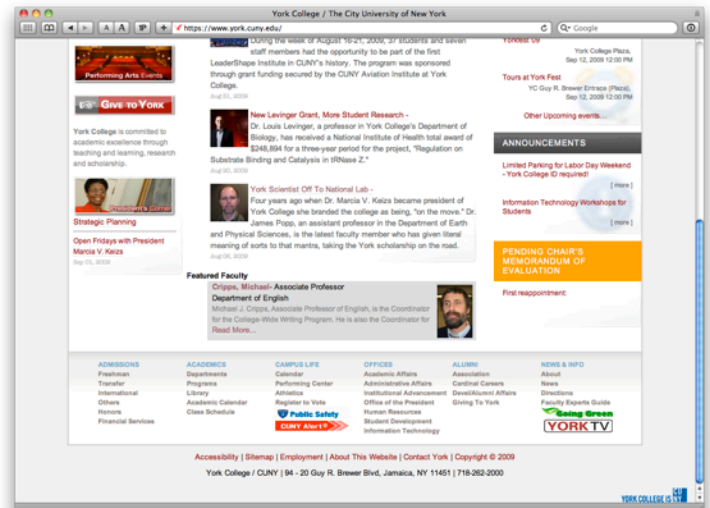 York College / The City University of New York
A A
https://www.york.cuny.edu/
Google
Performing Arts Events
GIVE TO YORK
York College is committed to
academic excellence through
teaching and learning, research
and scholarship.
President's Corner
Strategic Planning
Open Fridays with President
Marcia V. Keizs
Sep 01, 2009
During the week of August 16-21, 2009, 37 students and seven
staff members had the opportunity to be part of the first
LeaderShape Institute in CUNY's history. The program was sponsored
through grant funding secured by the CUNY Aviation Institute at York
College.
Aug 31, 2009
New Levinger Grant, More Student Research -
Dr. Louis Levinger, a professor in York College's Department of
Biology, has received a National Institute of Health total award of
$248,894 for a three-year period for the project, "Regulation on
Substrate Binding and Catalysis in tRNase Z."
Aug 21, 2009
York Scientist Off To National Lab -
Four years ago when Dr. Marcia V. Keizs became president of
York College she branded the college as being, "on the move." Dr.
James Popp, an assistant professor in the Department of Earth
and Physical Sciences, is the latest faculty member who has given literal
meaning of sorts to that mantra, taking the York scholarship on the road.
Aug 05, 2009
Featured Faculty
Cripps, Michael- Associate Professor
Department of English
Michael J. Cripps, Associate Professor of English, is the Coordinator
for the College-Wide Writing Program. He is also the Coordinator for
Read More...
Yorkfest 09
York College Plaza,
Sep 12, 2009 12:00 PM
Tours at York Fest
YC Guy R. Brewer Entrace (Plaza),
Sep 12, 2009 12:00 PM
Other Upcoming events...
ANNOUNCEMENTS
Limited Parking for Labor Day Weekend
- York College ID required!
[ more ]
Information Technology Workshops for
Students
[ more ]
PENDING CHAIR'S
MEMORANDUM OF
EVALUATION
First reappointment:
ADMISSIONS
Freshman
Transfer
International
Others
Honors
Financial Services
ACADEMICS
Departments
Programs
Library
Academic Calendar
Class Schedule
CAMPUS LIFE
Calendar
Performing Center
Athletics
Register to Vote
Public Safety
CUNY Alert
OFFICES
Academic Affairs
Administrative Affairs
Institutional Advancement
Office of the President
Human Resources
Student Development
Information Technology
ALUMNI
Association
Cardinal Careers
Devel/Alumni Affairs
Giving To York
NEWS & INFO
About
News
Directions
Faculty Experts Guide
Going Green
YORK TV
Accessibility | Sitemap | Employment | About This Website | Contact York | Copyright © 2009
York College / CUNY | 94 - 20 Guy R. Brewer Blvd, Jamaica, NY 11451 | 718-262-2000
YORK COLLEGE IS